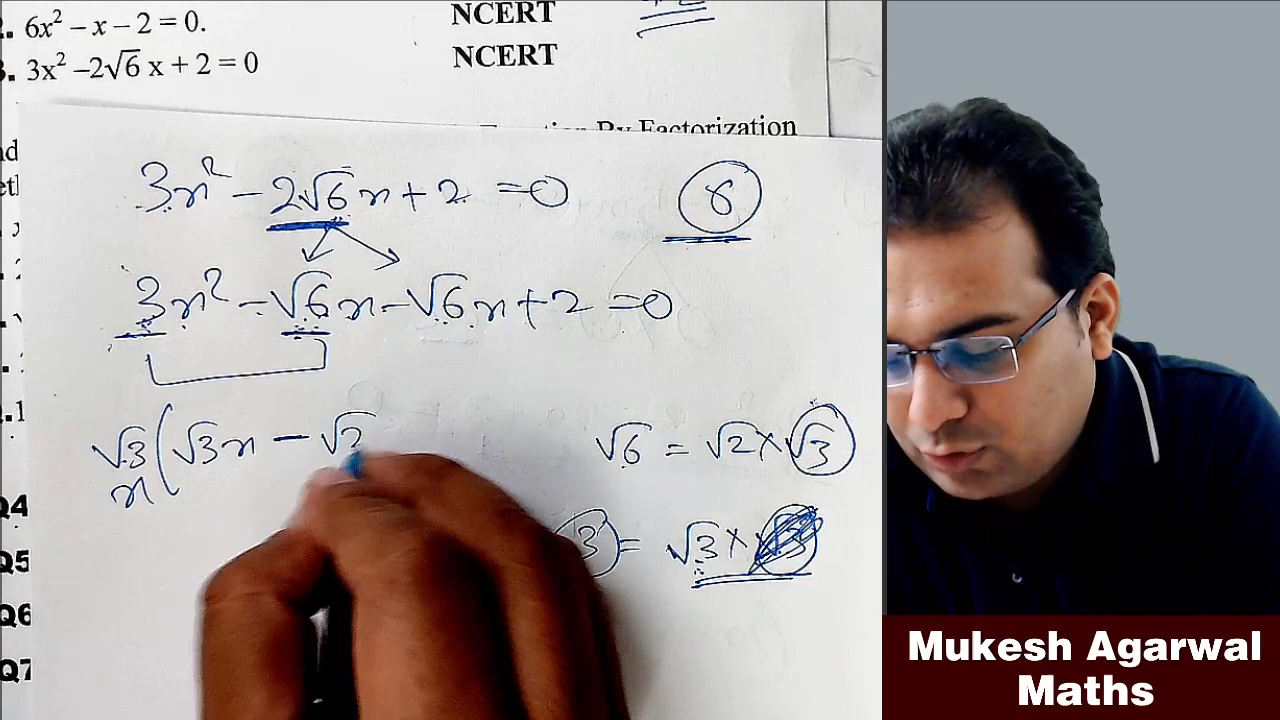 . 6x² – x – 2 = 0. NCERT
. 3x² –2√6 x + 2 = 0 NCERT
By Factorization
3x² - 2√6x + 2 = 0 8
3x² - √6x - √6x + 2 = 0
√3 x (√3x - √2
√6 = √2 × √3
3 = √3 ×
.1
Q4
Q5
Q6
Q7
Mukesh Agarwal
Maths